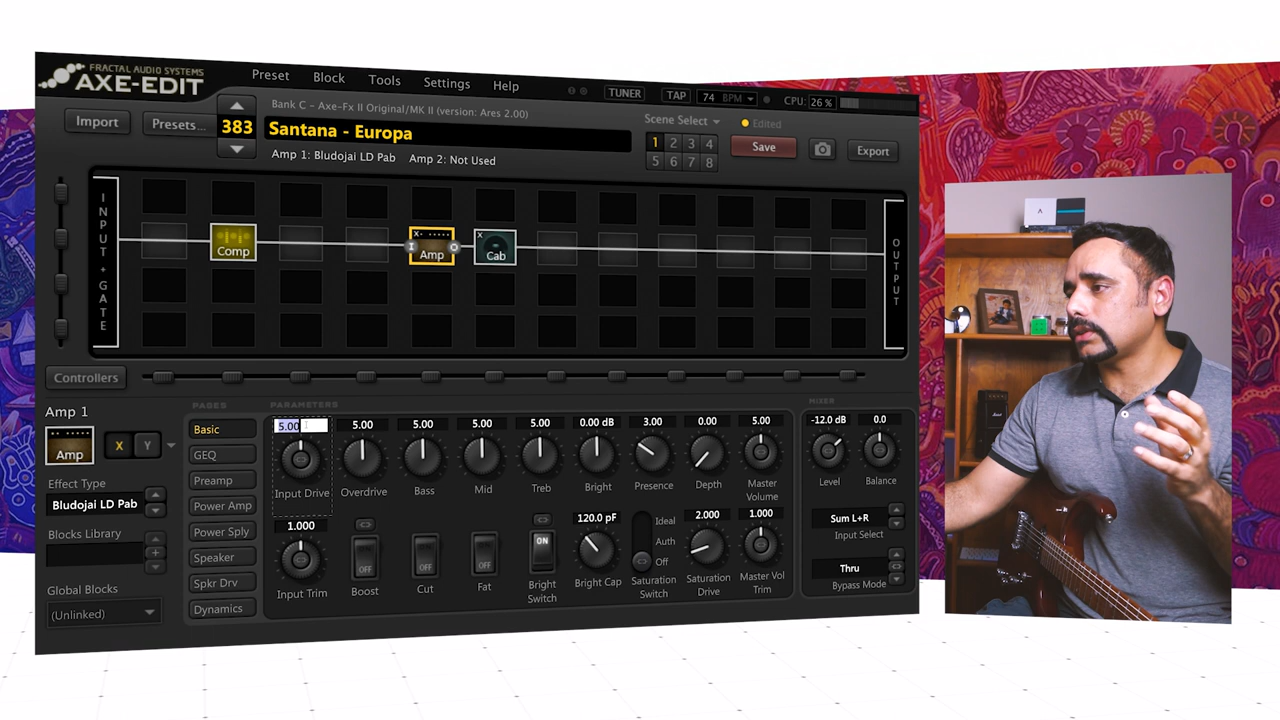 FRACTAL AUDIO SYSTEMS
AXE-EDIT
Preset
Block
Tools
Settings
Help
TUNER
TAP
74 BPM
CPU: 26 %
Import
Presets...
383
Bank C - Axe-Fx II Original/MK II (version: Ares 2.00)
Santana - Europa
Amp 1: Bludojai LD Pab
Amp 2: Not Used
Scene Select
1 2 3 4
5 6 7 8
Edited
Save
Export
INPUT + GATE
Comp
X-
Amp
X
Cab
OUTPUT
Controllers
Amp 1
Amp
X
Y
Effect Type
Bludojai LD Pab
Blocks Library
Global Blocks
(Unlinked)
PAGES
Basic
GEQ
Preamp
Power Amp
Power Sply
Speaker
Spkr Drv
Dynamics
PARAMETERS
5.00 5.00 5.00 5.00 5.00 0.00 dB 3.00 0.00 5.00
Input Drive
Overdrive
Bass
Mid
Treb
Bright
Presence
Depth
Master
Volume
1.000
Input Trim
OFF
Boost
OFF
Cut
OFF
Fat
ON
Bright
Switch
120.0 pF
Bright Cap
Ideal
Auto
Off
Saturation
Switch
2.000
Saturation
Drive
1.000
Master Vol
Trim
MIXER
-12.0 dB
0.0
Level
Balance
Sum L+R
Input Select
Thru
Bypass Mode